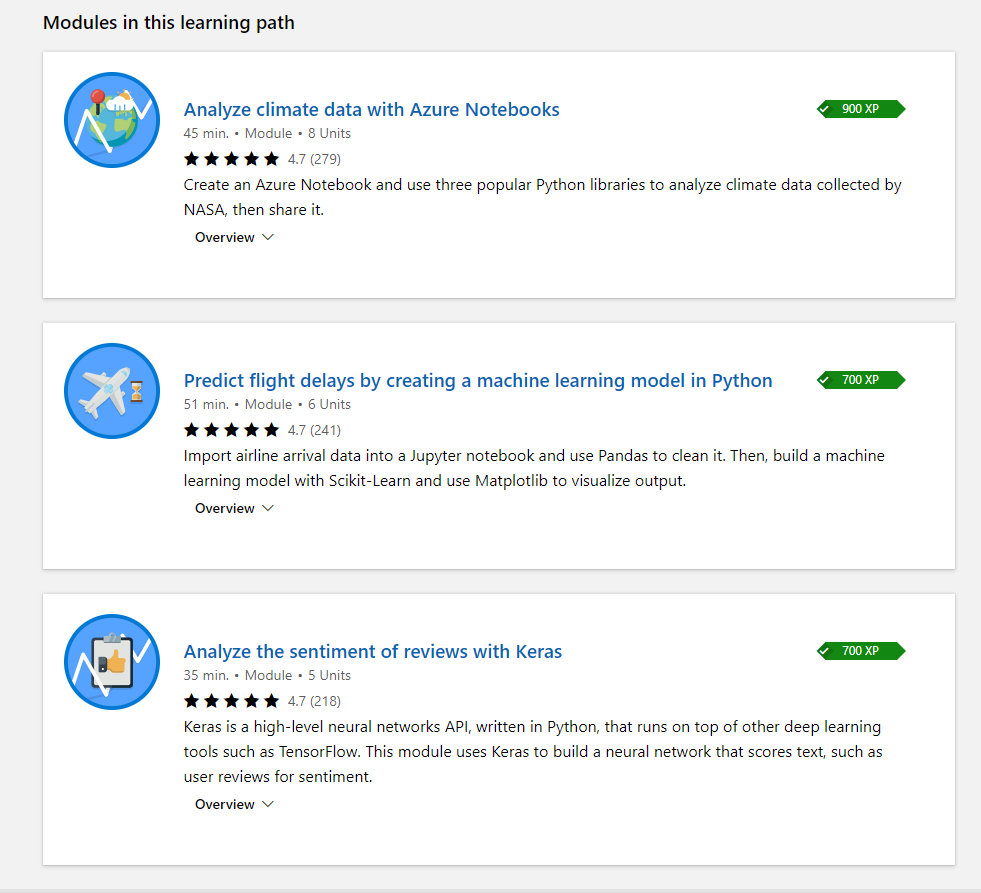 Modules in this learning path
Analyze climate data with Azure Notebooks
900 XP
45 min. • Module • 8 Units
4.7 (279)
Create an Azure Notebook and use three popular Python libraries to analyze climate data collected by
NASA, then share it.
Overview
Predict flight delays by creating a machine learning model in Python
700 XP
51 min. • Module • 6 Units
4.7 (241)
Import airline arrival data into a Jupyter notebook and use Pandas to clean it. Then, build a machine
learning model with Scikit-Learn and use Matplotlib to visualize output.
Overview
Analyze the sentiment of reviews with Keras
700 XP
35 min. • Module • 5 Units
4.7 (218)
Keras is a high-level neural networks API, written in Python, that runs on top of other deep learning
tools such as TensorFlow. This module uses Keras to build a neural network that scores text, such as
user reviews for sentiment.
Overview